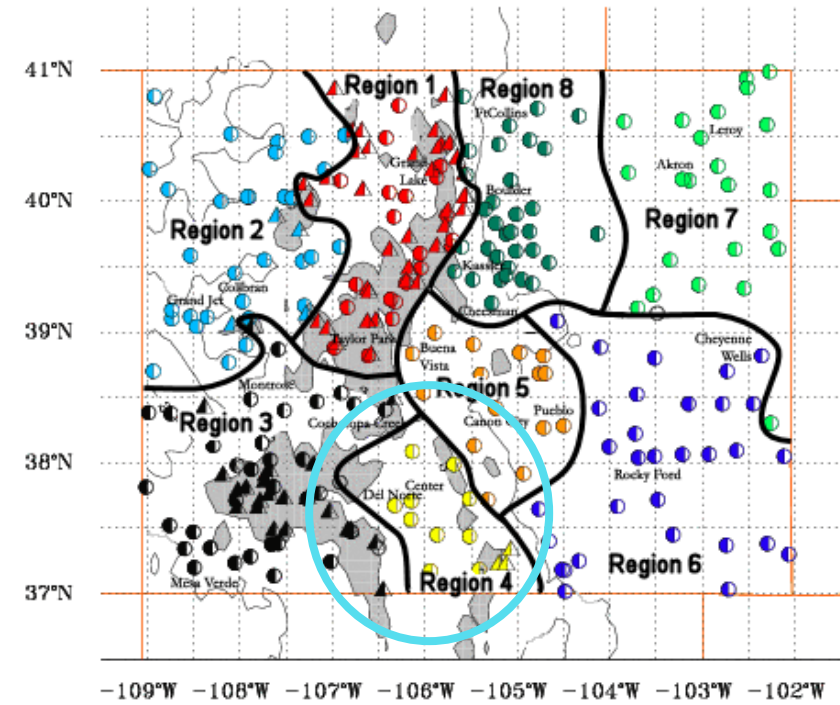 41°N
Region 1
Region 8
FtCollins
Leroy
Grand
Lake
Akron
40°N
Boulder
Region 2
Region 7
Kassler
Collbran
Grand Jct
Cheesman
39°N
Taylor Park
Buena
Vista
Cheyenne
Wells
Montrose
Region 5
Region 3
Cochetopa Creek
Canon City
Pueblo
38°N
Rocky Ford
Center
Del Norte
Mesa Verde
Region 4
Region 6
37°N
-109°W -108°W -107°W -106°W -105°W -104°W -103°W -102°W